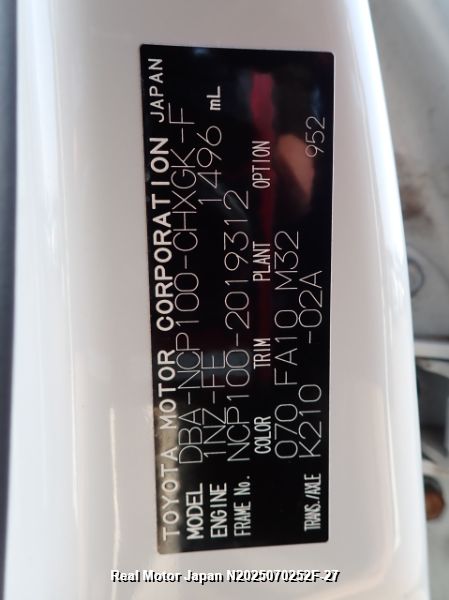 TOYOTA MOTOR CORPORATION JAPAN
MODEL DBA-NCP100-CHXGK-F
ENGINE 1NZ-FE 1496 mL
FRAME No. NCP100-2019312
COLOR TRIM PLANT OPTION
070 FA10 M32 952
TRANS./AXLE K210 -02A
Real Motor Japan N2025070252F-27